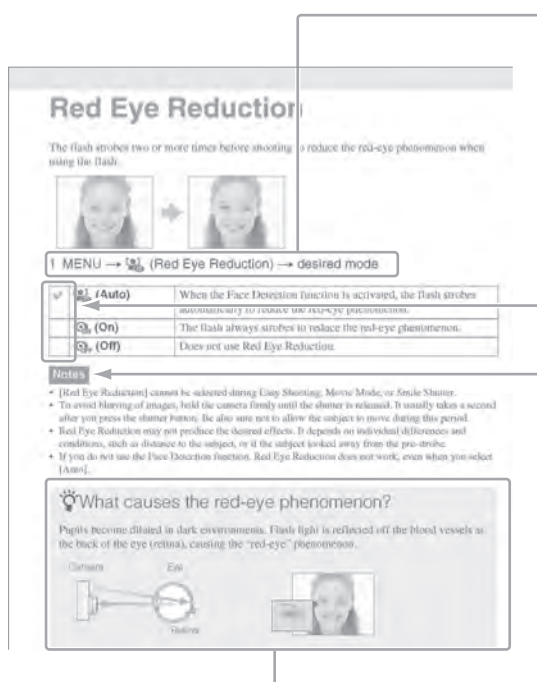 Red Eye Reduction
The flash strobes two or more times before shooting to reduce the red-eye phenomenon when
using the flash.
1 MENU → (Red Eye Reduction) → desired mode
(Auto) When the Face Detection function is activated, the flash strobes
automatically to reduce the red-eye phenomenon.
(On) The flash always strobes to reduce the red-eye phenomenon.
(Off) Does not use Red Eye Reduction.
Notes
• [Red Eye Reduction] cannot be selected during Easy Shooting, Movie Mode, or Smile Shutter.
• To avoid blurring of images, hold the camera firmly until the shutter is released. It usually takes a second
after you press the shutter button. Be also sure not to allow the subject to move during this period.
• Red Eye Reduction may not produce the desired effects. It depends on individual differences and
conditions, such as distance to the subject, or if the subject looked away from the pre-strobe.
• If you do not use the Face Detection function, Red Eye Reduction does not work, even when you select
[Auto].
What causes the red-eye phenomenon?
Pupils become dilated in dark environments. Flash light is reflected off the blood vessels at
the back of the eye (retina), causing the "red-eye" phenomenon.
Camera Eye
Retina